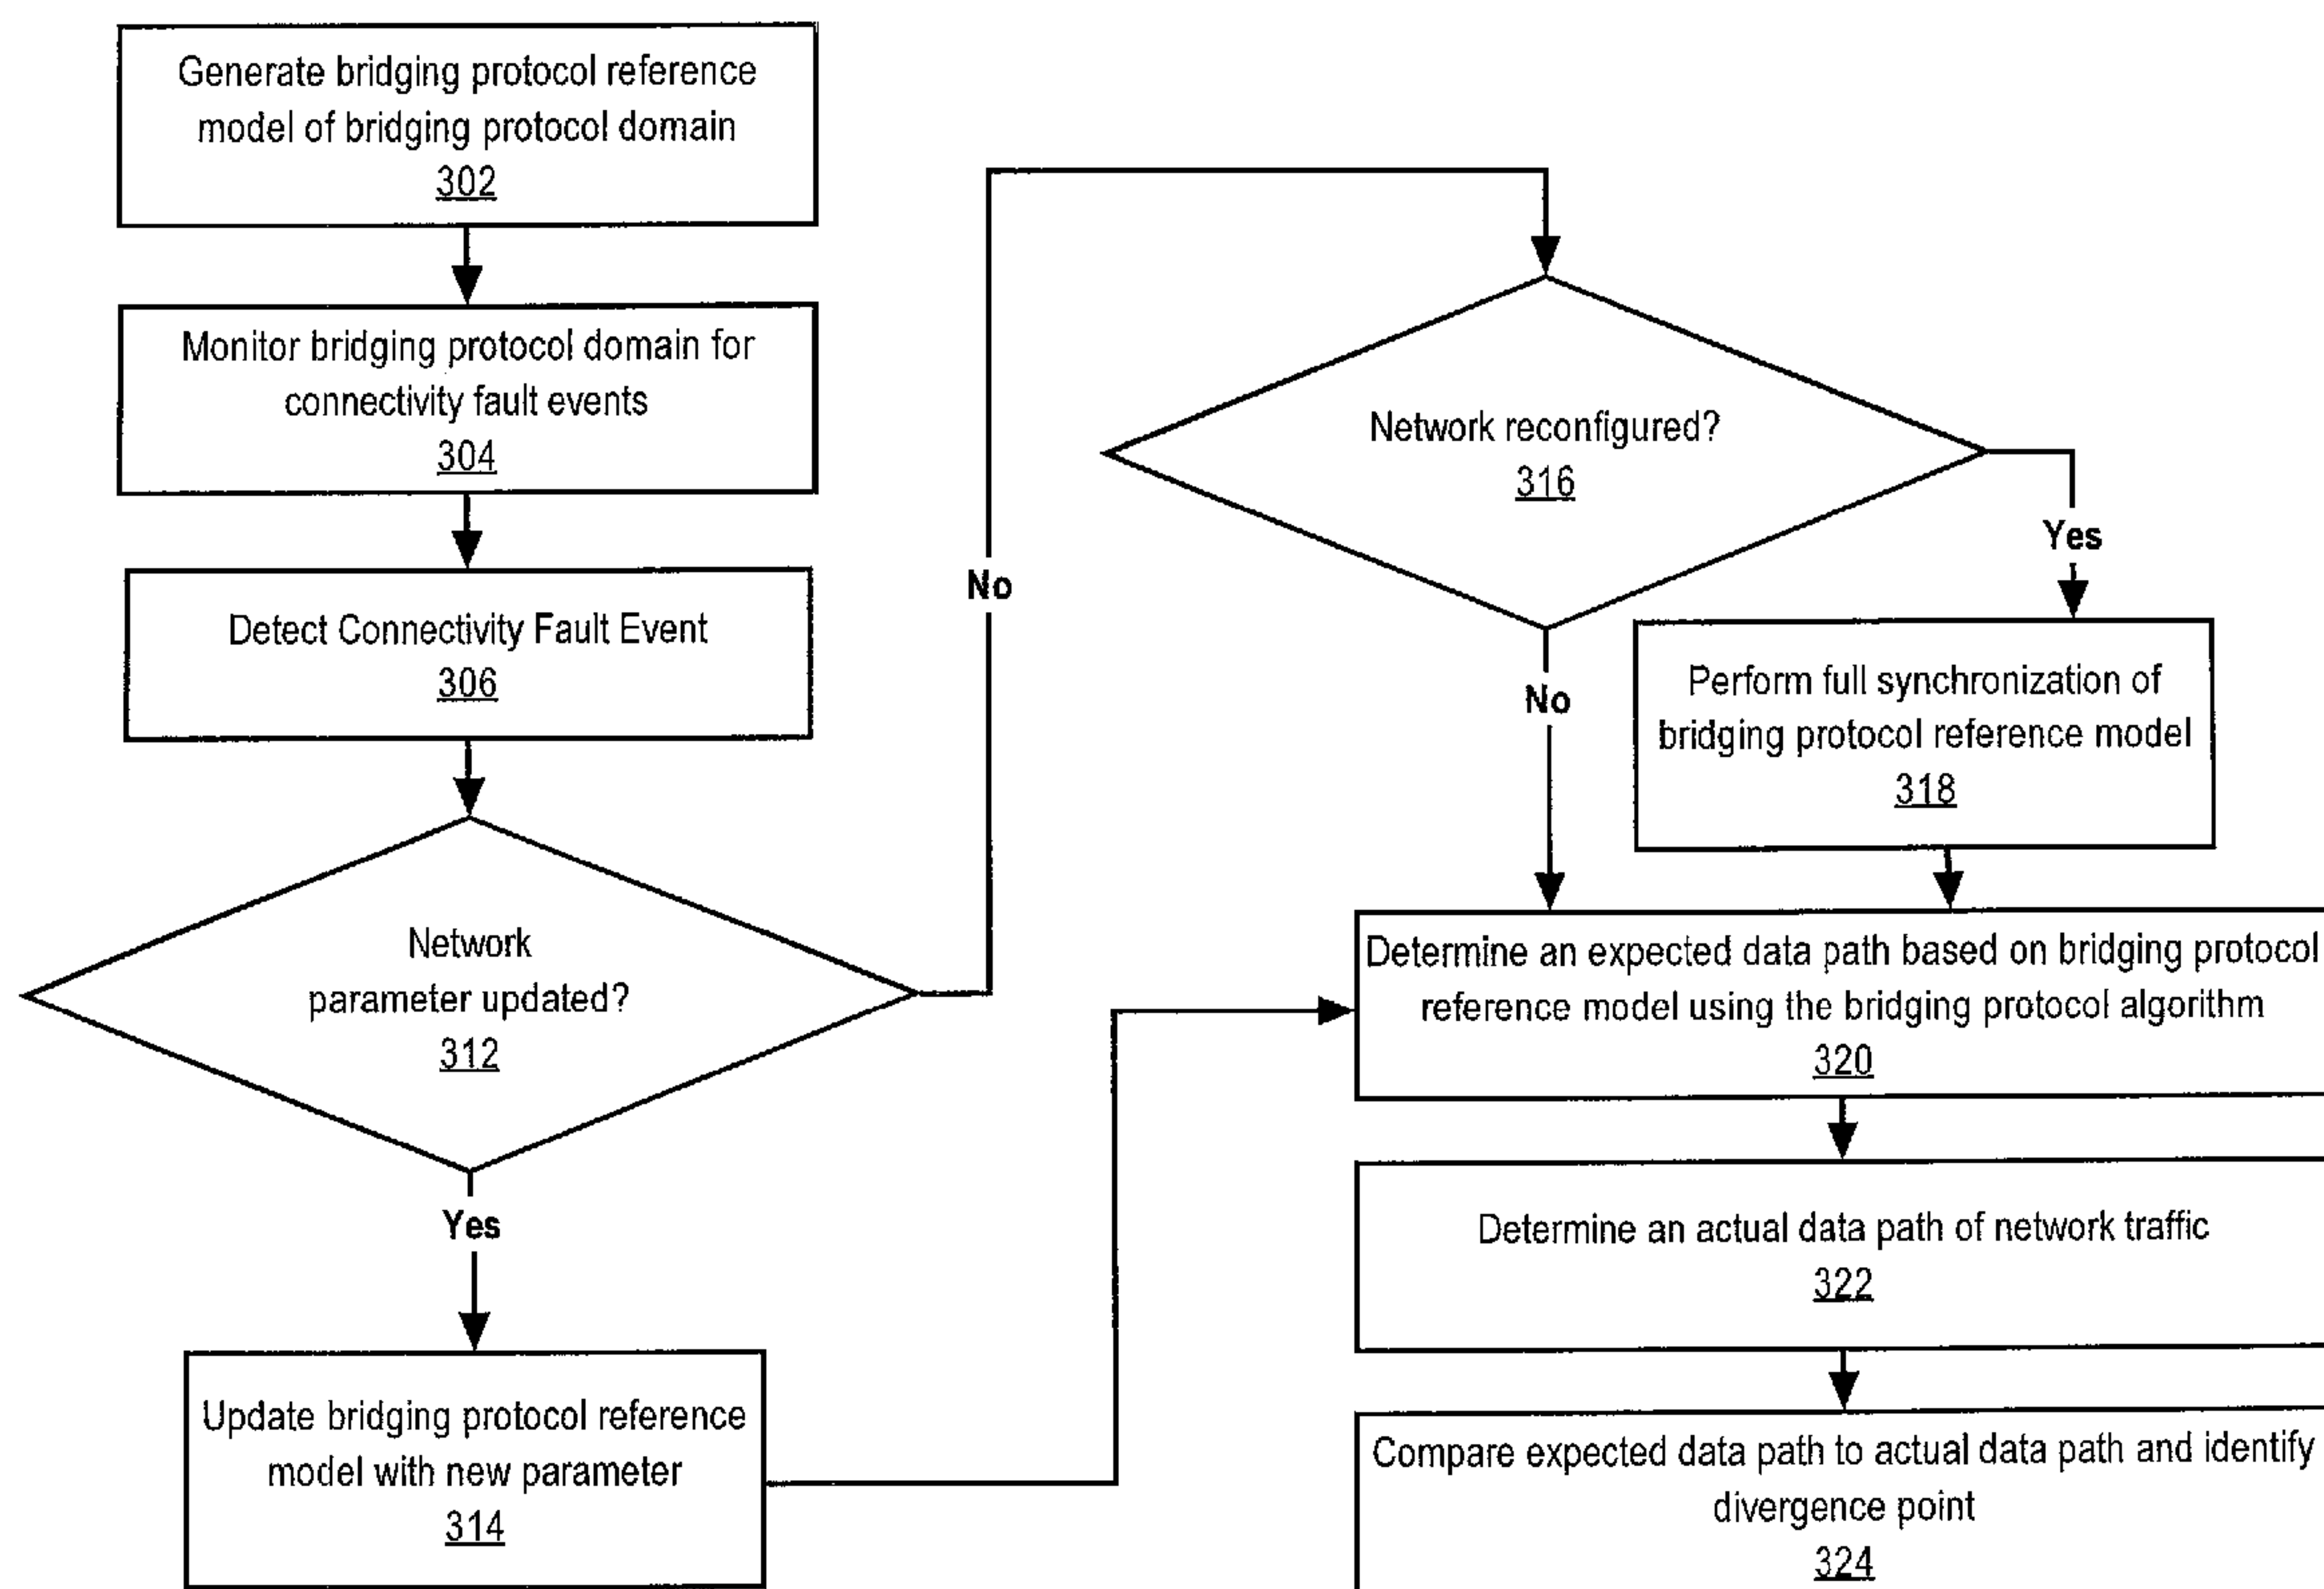 Generate bridging protocol reference
model of bridging protocol domain
302
Monitor bridging protocol domain for
connectivity fault events
304
Detect Connectivity Fault Event
306
Network
parameter updated?
312
No
Yes
Update bridging protocol reference
model with new parameter
314
Network reconfigured?
316
Yes
No
Perform full synchronization of
bridging protocol reference model
318
Determine an expected data path based on bridging protocol
reference model using the bridging protocol algorithm
320
Determine an actual data path of network traffic
322
Compare expected data path to actual data path and identify
divergence point
324